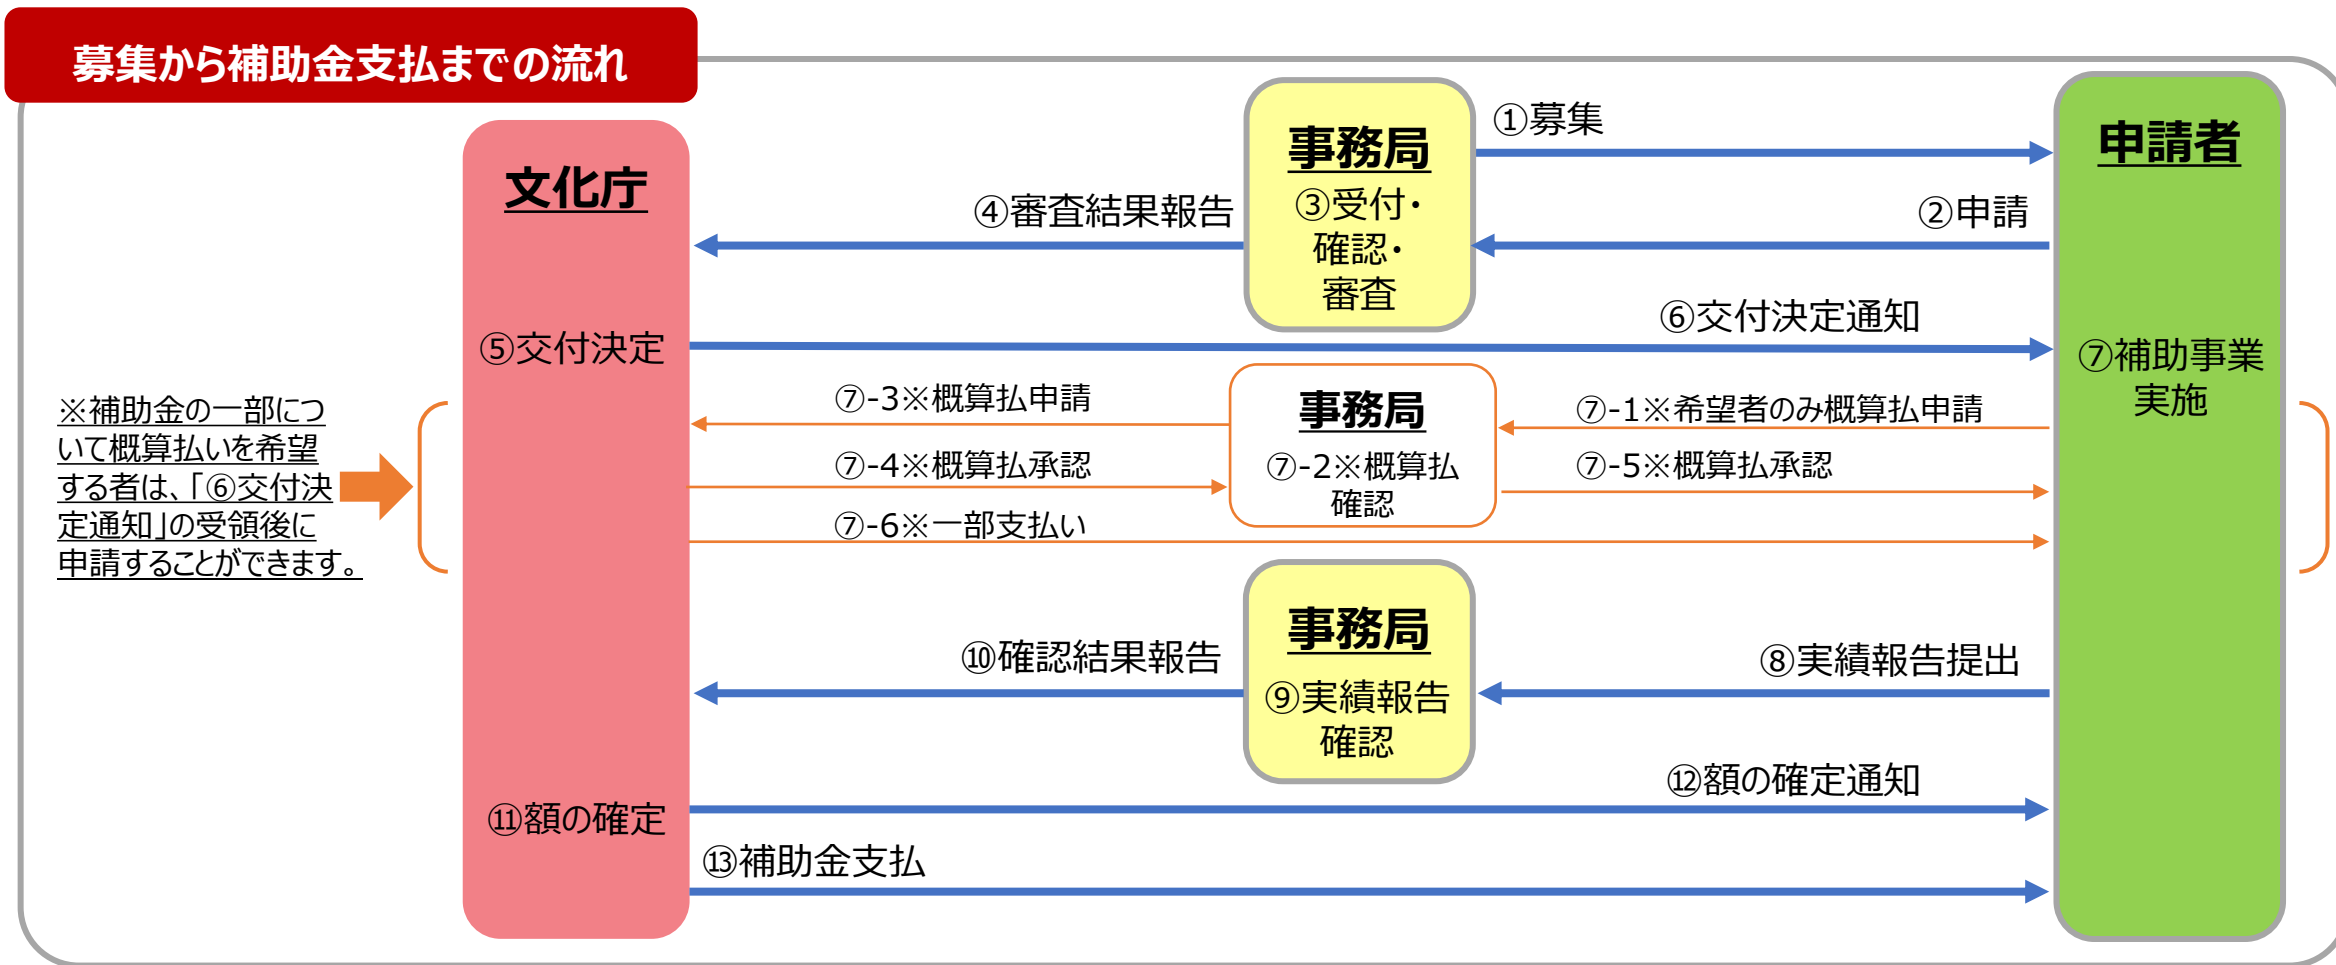 募集から補助金支払までの流れ
文化庁
事務局
③受付・
確認・
審査
申請者
①募集
②申請
④審査結果報告
⑤交付決定
⑥交付決定通知
⑦補助事業
実施
※補助金の一部につ
いて概算払いを希望
する者は、「⑥交付決
定通知」の受領後に
申請することができます。
⑦-1※希望者のみ概算払申請
事務局
⑦-2※概算払
確認
⑦-3※概算払申請
⑦-4※概算払承認
⑦-5※概算払承認
⑦-6※一部支払い
⑧実績報告提出
事務局
⑨実績報告
確認
⑩確認結果報告
⑪額の確定
⑫額の確定通知
⑬補助金支払